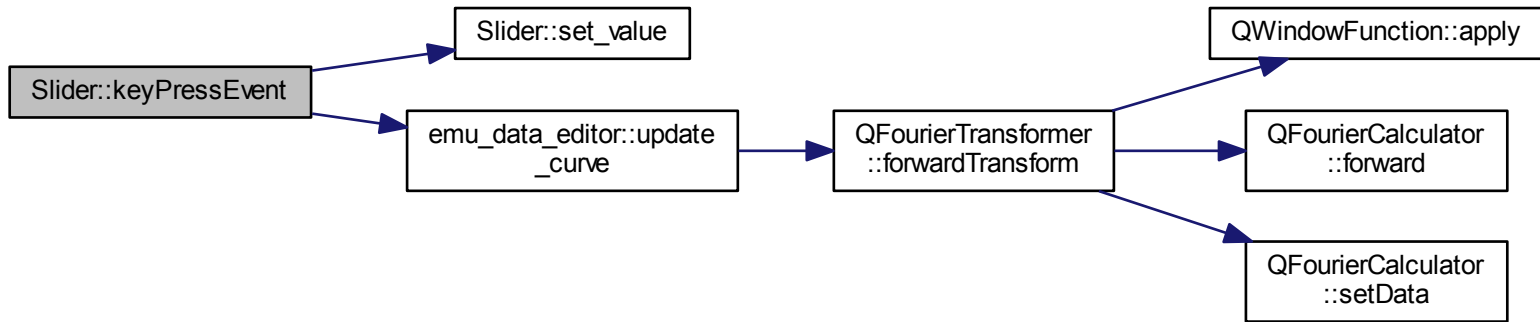 Slider::keyPressEvent
Slider::set_value
emu_data_editor::update
_curve
QFourierTransformer
::forwardTransform
QWindowFunction::apply
QFourierCalculator
::forward
QFourierCalculator
::setData